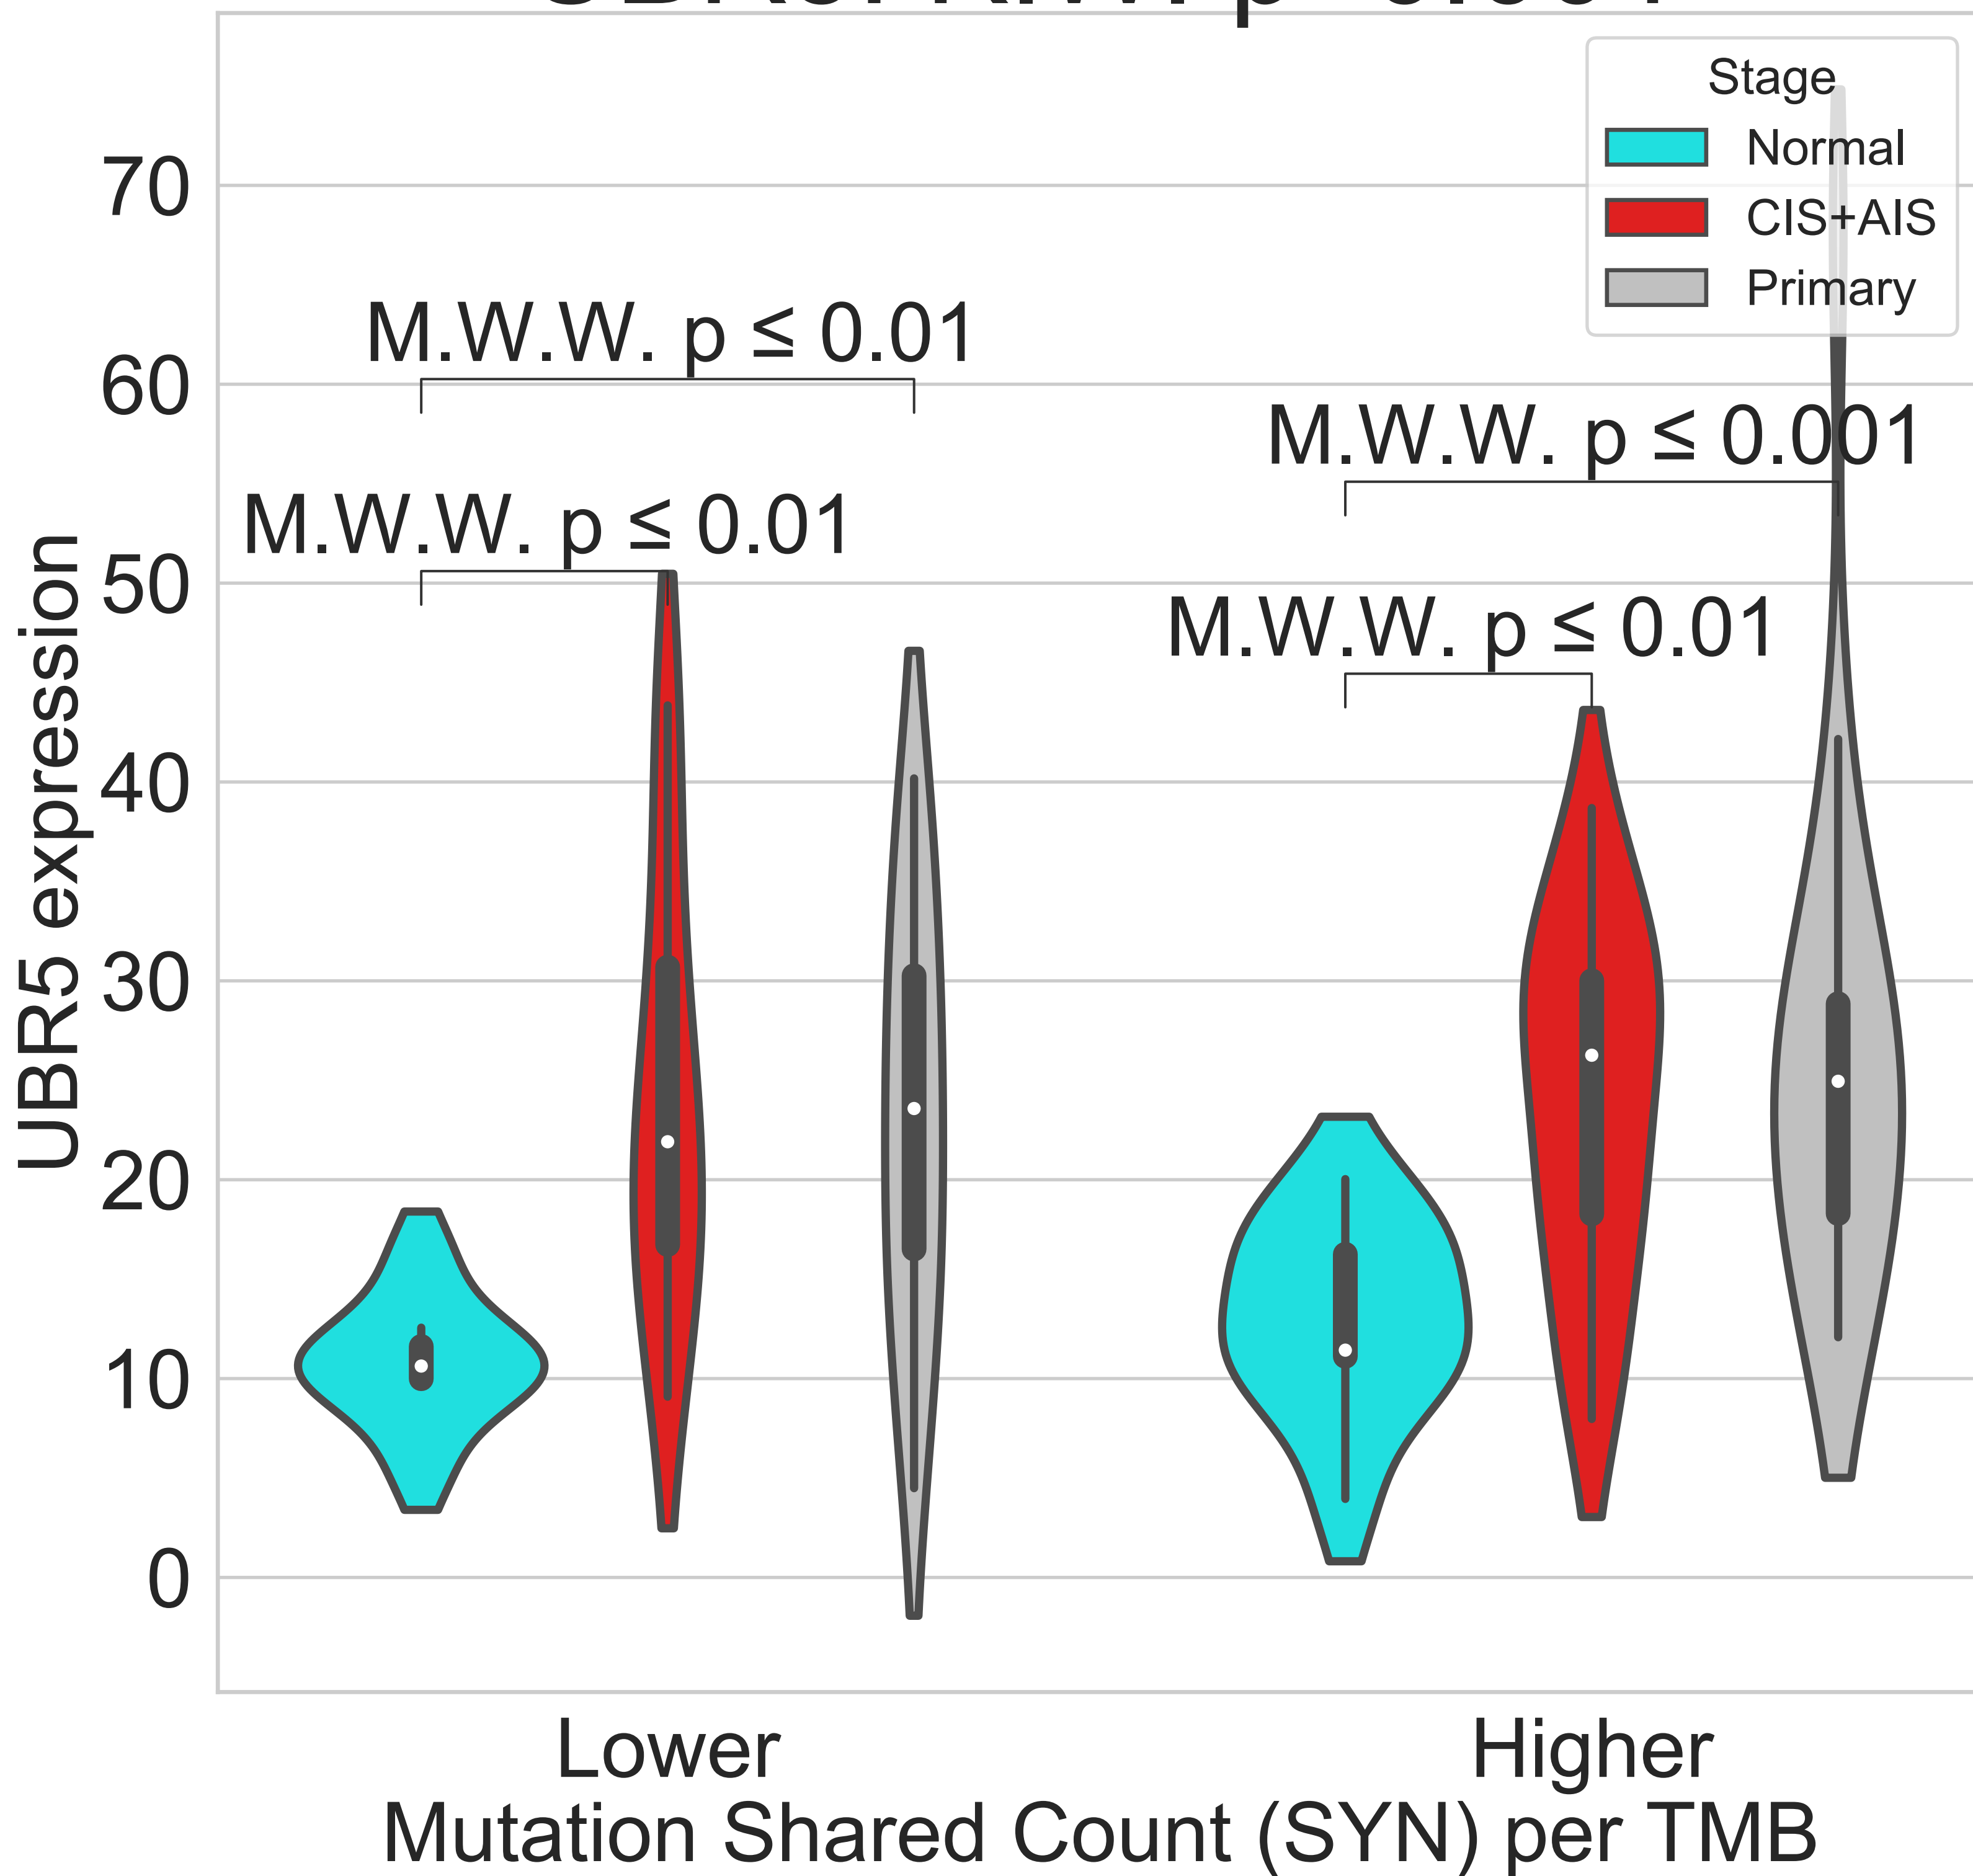 Stage
Normal
CIS+AIS
Primary
70
60
50
40
30
20
10
0
UBR5 expression
M.W.W. p ≤ 0.01
M.W.W. p ≤ 0.01
M.W.W. p ≤ 0.001
M.W.W. p ≤ 0.01
Lower
Higher
Mutation Shared Count (SYN) per TMB